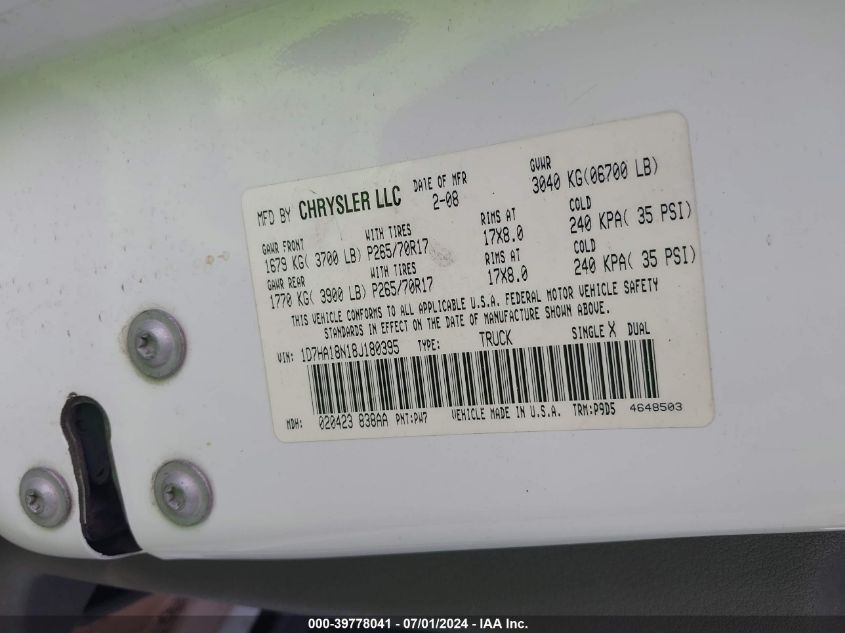 MFD BY CHRYSLER LLC DATE OF MFR 2-08 GVWR 3040 KG(06700 LB)
GAWR FRONT WITH TIRES RIMS AT COLD
1679 KG( 3700 LB) P265/70R17 17X8.0 240 KPA( 35 PSI)
GAWR REAR WITH TIRES RIMS AT COLD
1770 KG( 3900 LB) P265/70R17 17X8.0 240 KPA( 35 PSI)
THIS VEHICLE CONFORMS TO ALL APPLICABLE U.S.A. FEDERAL MOTOR VEHICLE SAFETY
STANDARDS IN EFFECT ON THE DATE OF MANUFACTURE SHOWN ABOVE.
VIN: 1D7HA18N18J180395 TYPE: TRUCK SINGLE X DUAL
MDH: 020423 838AA PNT:PW7 VEHICLE MADE IN U.S.A. TRM:P9D5 4648503
000-39778041 - 07/01/2024 - IAA Inc.